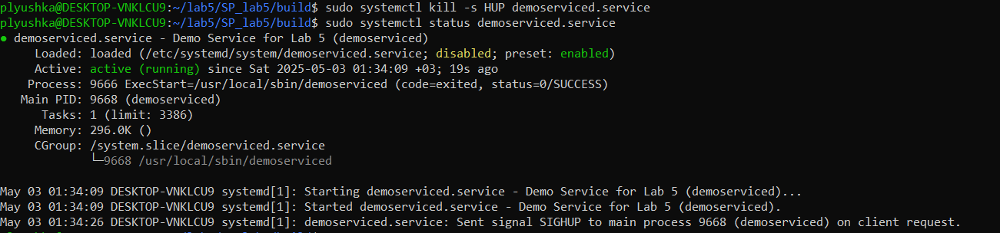 plyushka@DESKTOP-VNKLCU9:~/lab5/SP_lab5/build$ sudo systemctl kill -s HUP demoserviced.service
plyushka@DESKTOP-VNKLCU9:~/lab5/SP_lab5/build$ sudo systemctl status demoserviced.service
● demoserviced.service - Demo Service for Lab 5 (demoserviced)
Loaded: loaded (/etc/systemd/system/demoserviced.service; disabled; preset: enabled)
Active: active (running) since Sat 2025-05-03 01:34:09 +03; 19s ago
Process: 9666 ExecStart=/usr/local/sbin/demoserviced (code=exited, status=0/SUCCESS)
Main PID: 9668 (demoserviced)
Tasks: 1 (limit: 3386)
Memory: 296.0K ()
CGroup: /system.slice/demoserviced.service
└─9668 /usr/local/sbin/demoserviced
May 03 01:34:09 DESKTOP-VNKLCU9 systemd[1]: Starting demoserviced.service - Demo Service for Lab 5 (demoserviced)...
May 03 01:34:09 DESKTOP-VNKLCU9 systemd[1]: Started demoserviced.service - Demo Service for Lab 5 (demoserviced).
May 03 01:34:26 DESKTOP-VNKLCU9 systemd[1]: demoserviced.service: Sent signal SIGHUP to main process 9668 (demoserviced) on client request.